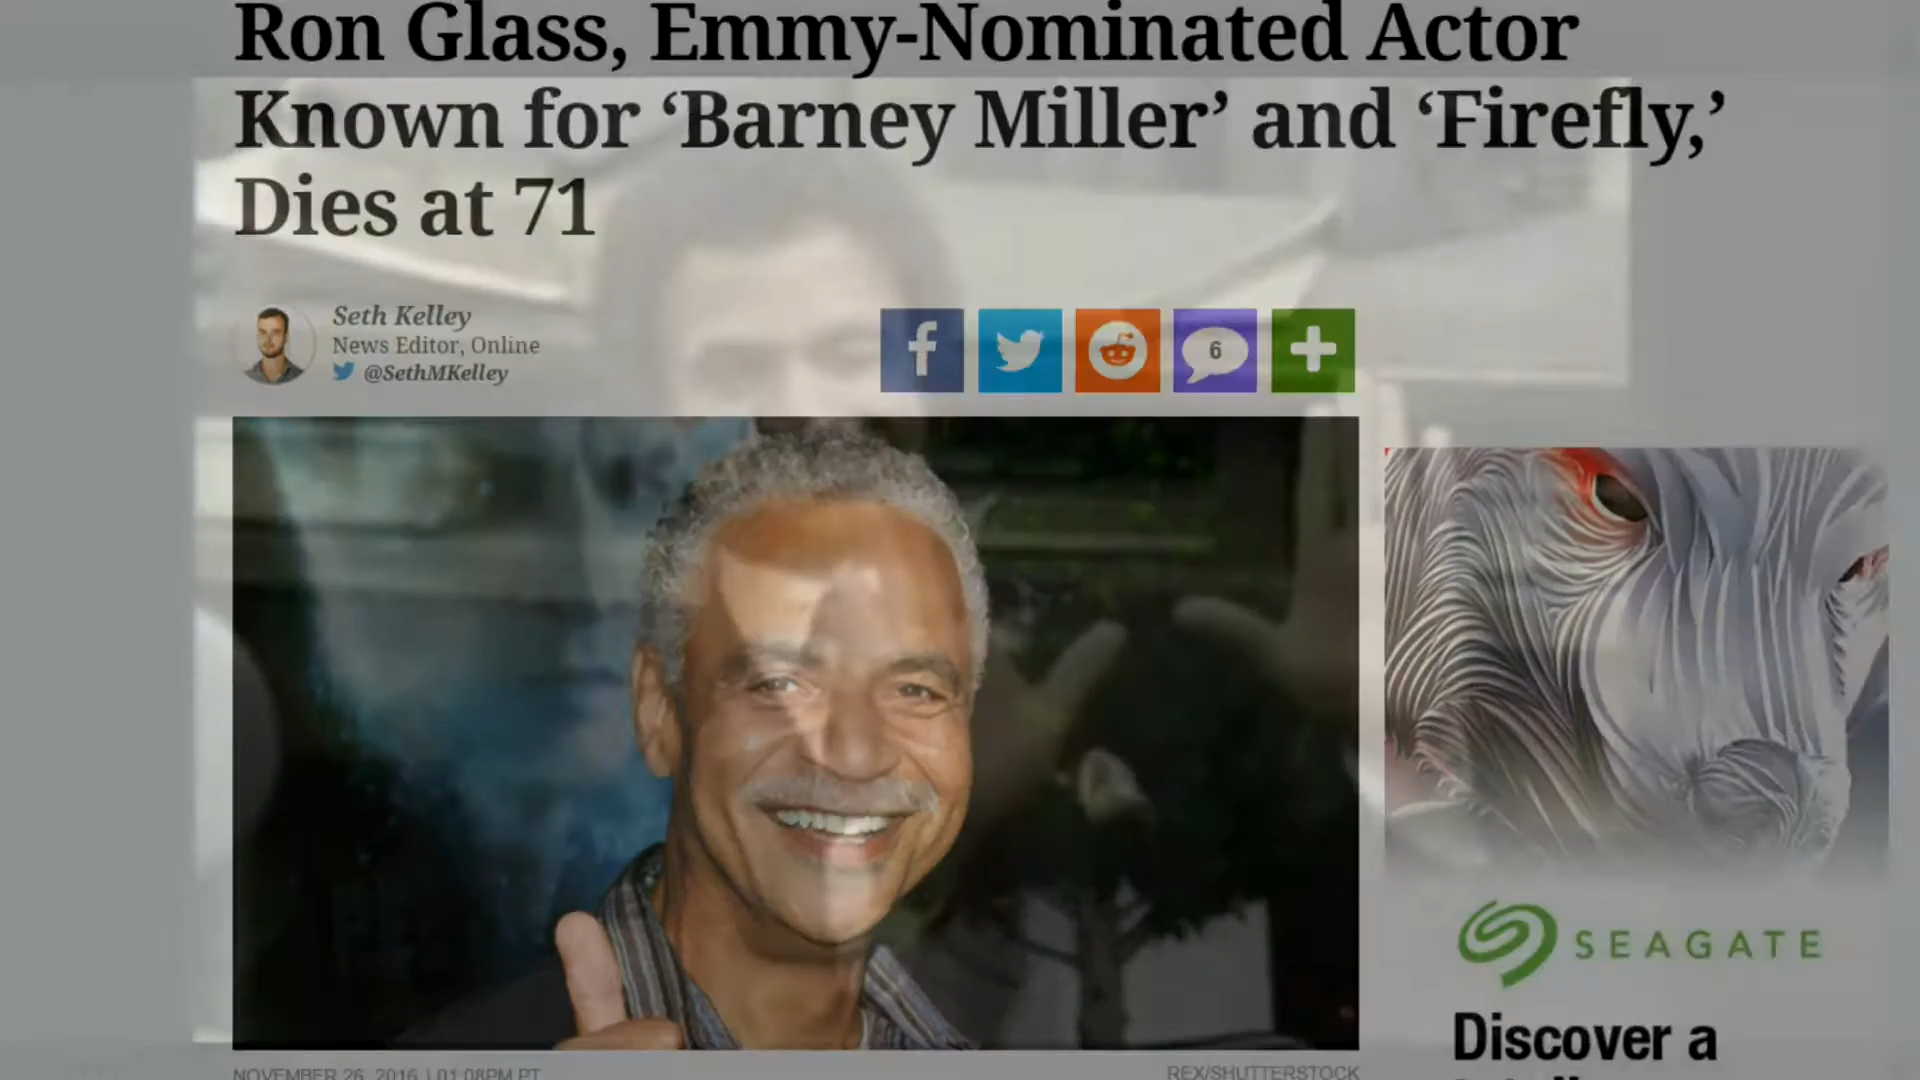 Ron Glass, Emmy-Nominated Actor
Known for ‘Barney Miller’ and ‘Firefly,’
Dies at 71
Seth Kelley
News Editor, Online
@SethMKelley
6
SEAGATE
Discover a
NOVEMBER 26, 2016 | 01:08PM PT
REX/SHUTTERSTOCK